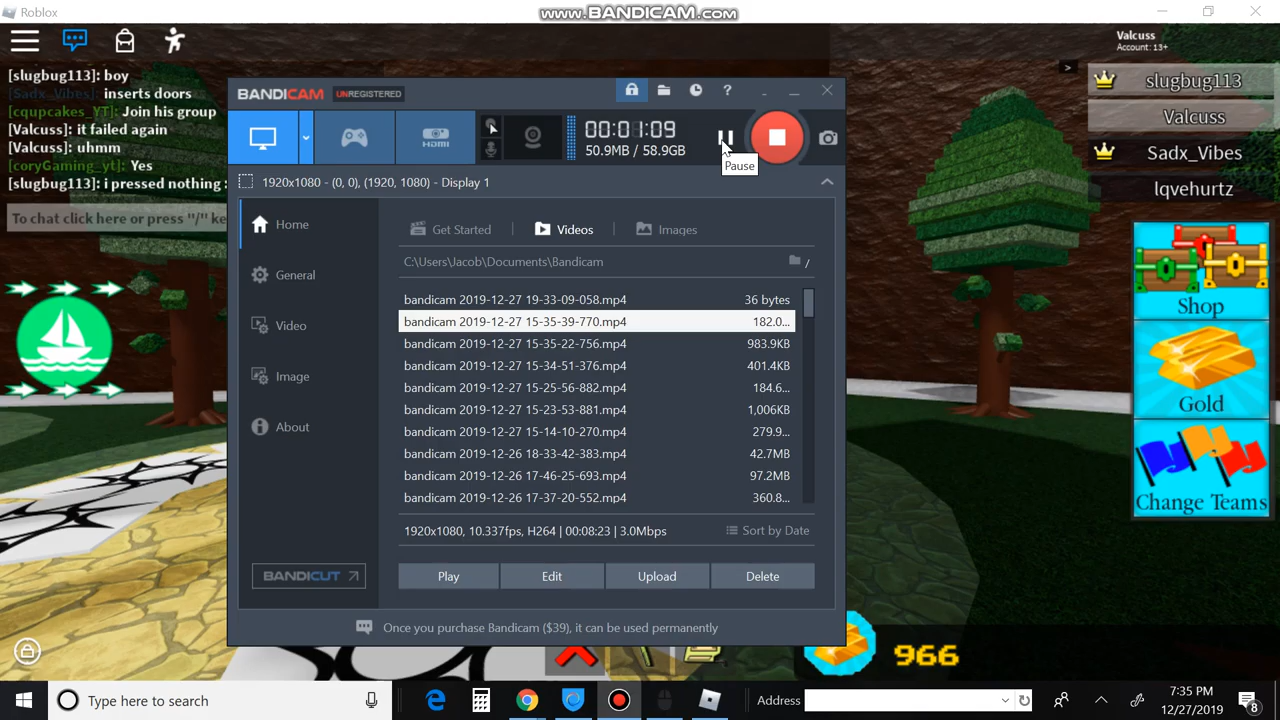 Roblox
www.BANDICAM.com
Valcuss
Account: 13+
[slugbug113]: boy
[Sadx_Vibes]: inserts doors
[cqupcakes_YT]: Join his group
[Valcuss]: it failed again
[Valcuss]: uhmm
[coryGaming_yt]: Yes
[slugbug113]: i pressed nothing :
To chat click here or press "/" ke
>
slugbug113
Valcuss
Sadx_Vibes
lqvehurtz
Shop
Gold
Change Teams
BANDICAM UNREGISTERED
?
HDMI
00:01:09
50.9MB / 58.9GB
Pause
1920x1080 - (0, 0), (1920, 1080) - Display 1
Home
General
Video
Image
About
BANDICUT
Get Started
Videos
Images
C:\Users\Jacob\Documents\Bandicam
/
bandicam 2019-12-27 19-33-09-058.mp4 36 bytes
bandicam 2019-12-27 15-35-39-770.mp4 182.0...
bandicam 2019-12-27 15-35-22-756.mp4 983.9KB
bandicam 2019-12-27 15-34-51-376.mp4 401.4KB
bandicam 2019-12-27 15-25-56-882.mp4 184.6...
bandicam 2019-12-27 15-23-53-881.mp4 1,006KB
bandicam 2019-12-27 15-14-10-270.mp4 279.9...
bandicam 2019-12-26 18-33-42-383.mp4 42.7MB
bandicam 2019-12-26 17-46-25-693.mp4 97.2MB
bandicam 2019-12-26 17-37-20-552.mp4 360.8...
1920x1080, 10.337fps, H264 | 00:08:23 | 3.0Mbps
Sort by Date
Play
Edit
Upload
Delete
Once you purchase Bandicam ($39), it can be used permanently
966
Type here to search
Address
7:35 PM
12/27/2019
8